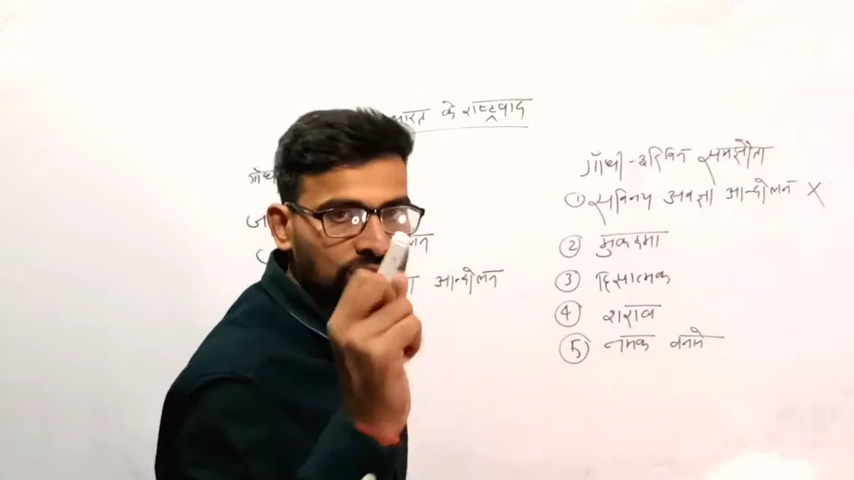 भारत के राष्ट्रवाद
गाँधी-इरविन समझौता
① सविनय अवज्ञा आन्दोलन X
② मुकदमा
③ हिसात्मक
④ शराब
⑤ नमक बनाने
आन्दोलन